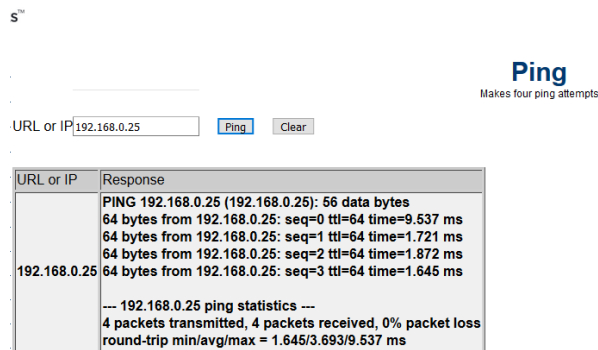 s™
Ping
Makes four ping attempts
URL or IP 192.168.0.25 Ping Clear
URL or IP Response
PING 192.168.0.25 (192.168.0.25): 56 data bytes
64 bytes from 192.168.0.25: seq=0 ttl=64 time=9.537 ms
64 bytes from 192.168.0.25: seq=1 ttl=64 time=1.721 ms
64 bytes from 192.168.0.25: seq=2 ttl=64 time=1.872 ms
192.168.0.25 64 bytes from 192.168.0.25: seq=3 ttl=64 time=1.645 ms
--- 192.168.0.25 ping statistics ---
4 packets transmitted, 4 packets received, 0% packet loss
round-trip min/avg/max = 1.645/3.693/9.537 ms